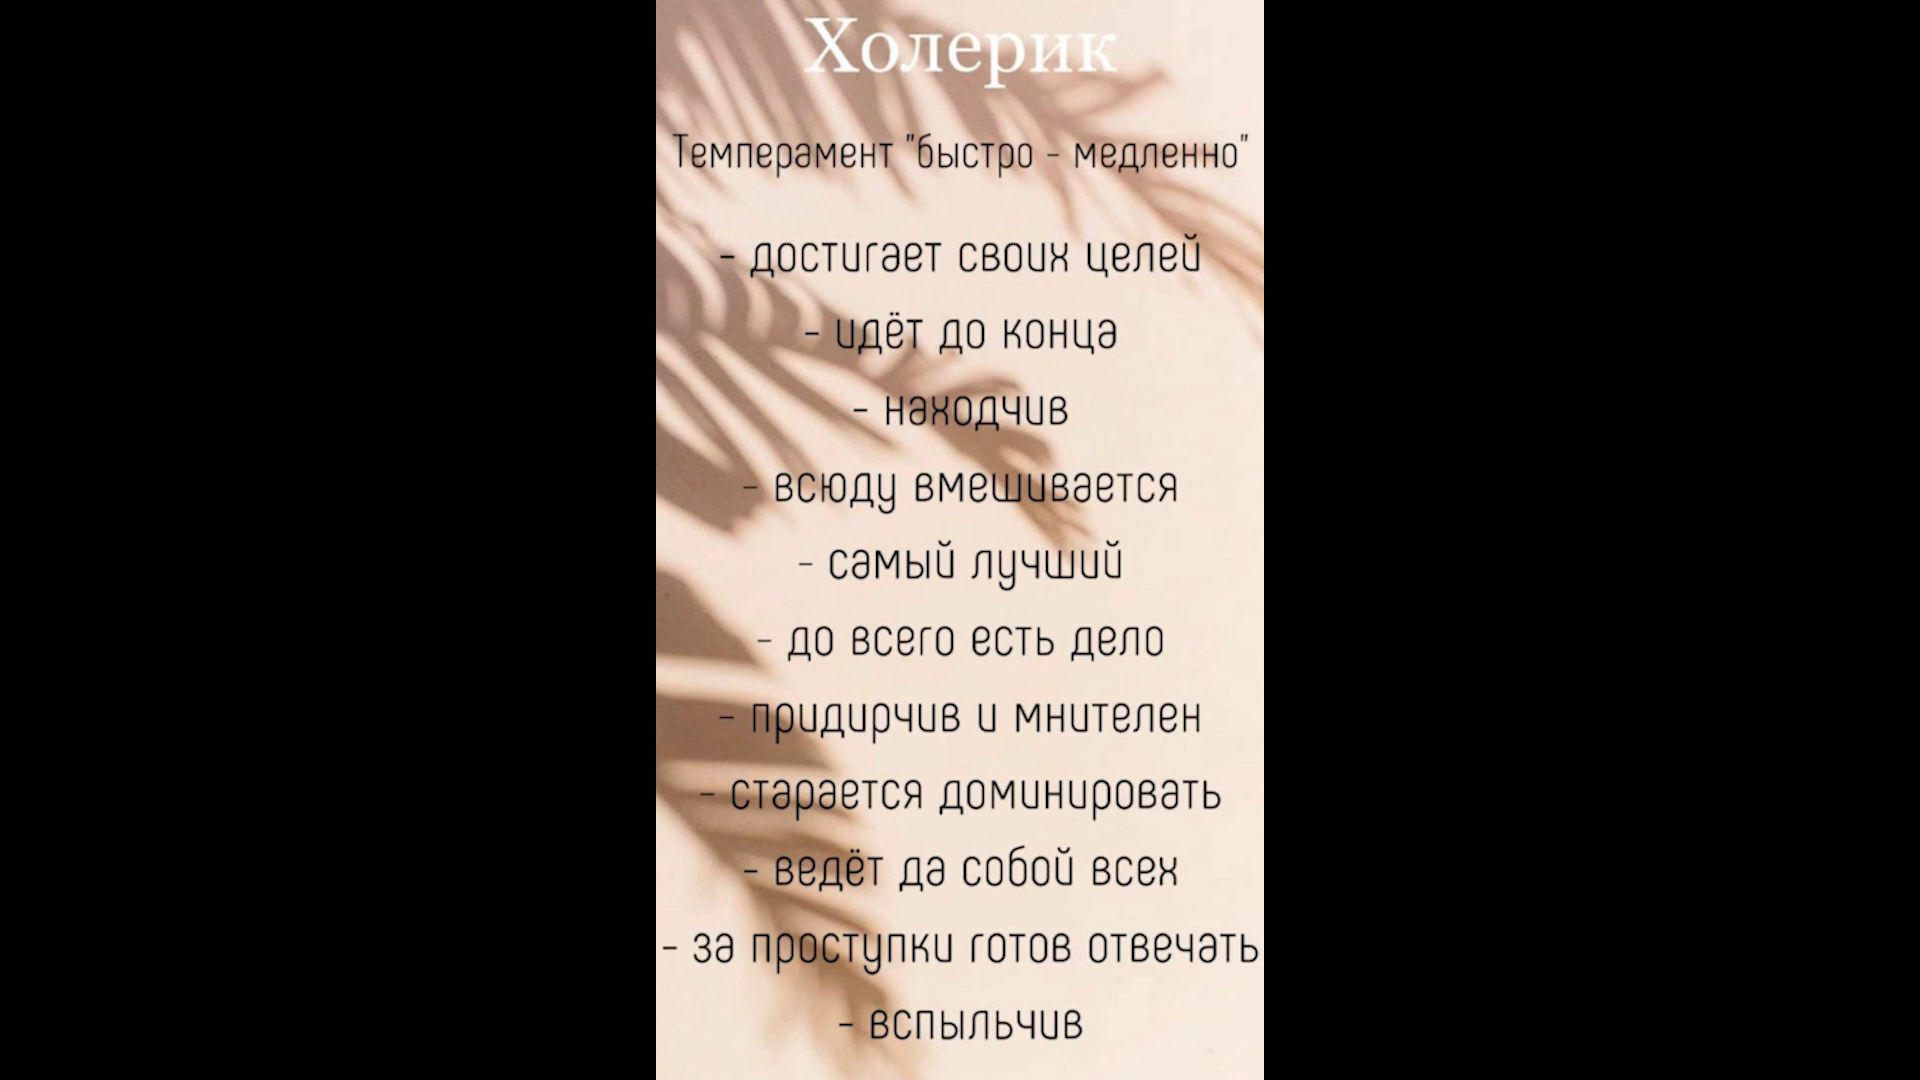 Холерик
Темперамент "быстро - медленно"
- достигает своих целей
- идёт до конца
- находчив
- всюду вмешивается
- самый лучший
- до всего есть дело
- придирчив и мнителен
- старается доминировать
- ведёт да собой всех
- за проступки готов отвечать
- вспыльчив